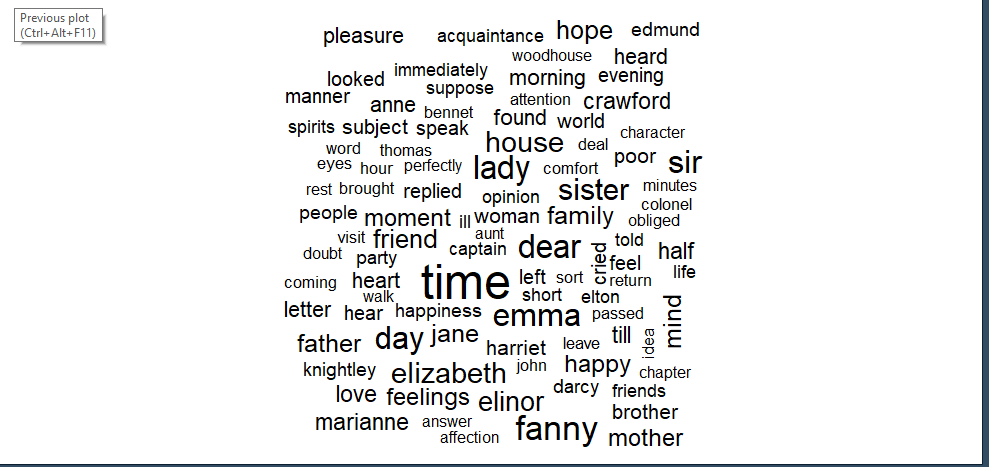 Previous plot
(Ctrl+Alt+F11)
pleasure acquaintance hope edmund
woodhouse heard
looked immediately morning evening
manner suppose
anne attention crawford
bennet found world
spirits subject speak character
house deal
word thomas poor
eyes hour perfectly lady comfort sir
rest brought replied opinion sister minutes
people moment ill woman family colonel
obliged
visit friend aunt told
doubt party captain dear cried feel half
coming heart time left sort return life
walk short elton
letter hear happiness emma passed mind
father day jane harriet leave till idea
knightley elizabeth john happy chapter
love feelings elinor darcy friends
marianne answer fanny brother
affection mother